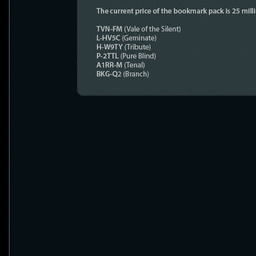 The current price of the bookmark pack is 25 milli
TVN-FM (Vale of the Silent)
L-HV5C (Geminate)
H-W9TY (Tribute)
P-2TTL (Pure Blind)
A1RR-M (Tenal)
BKG-Q2 (Branch)